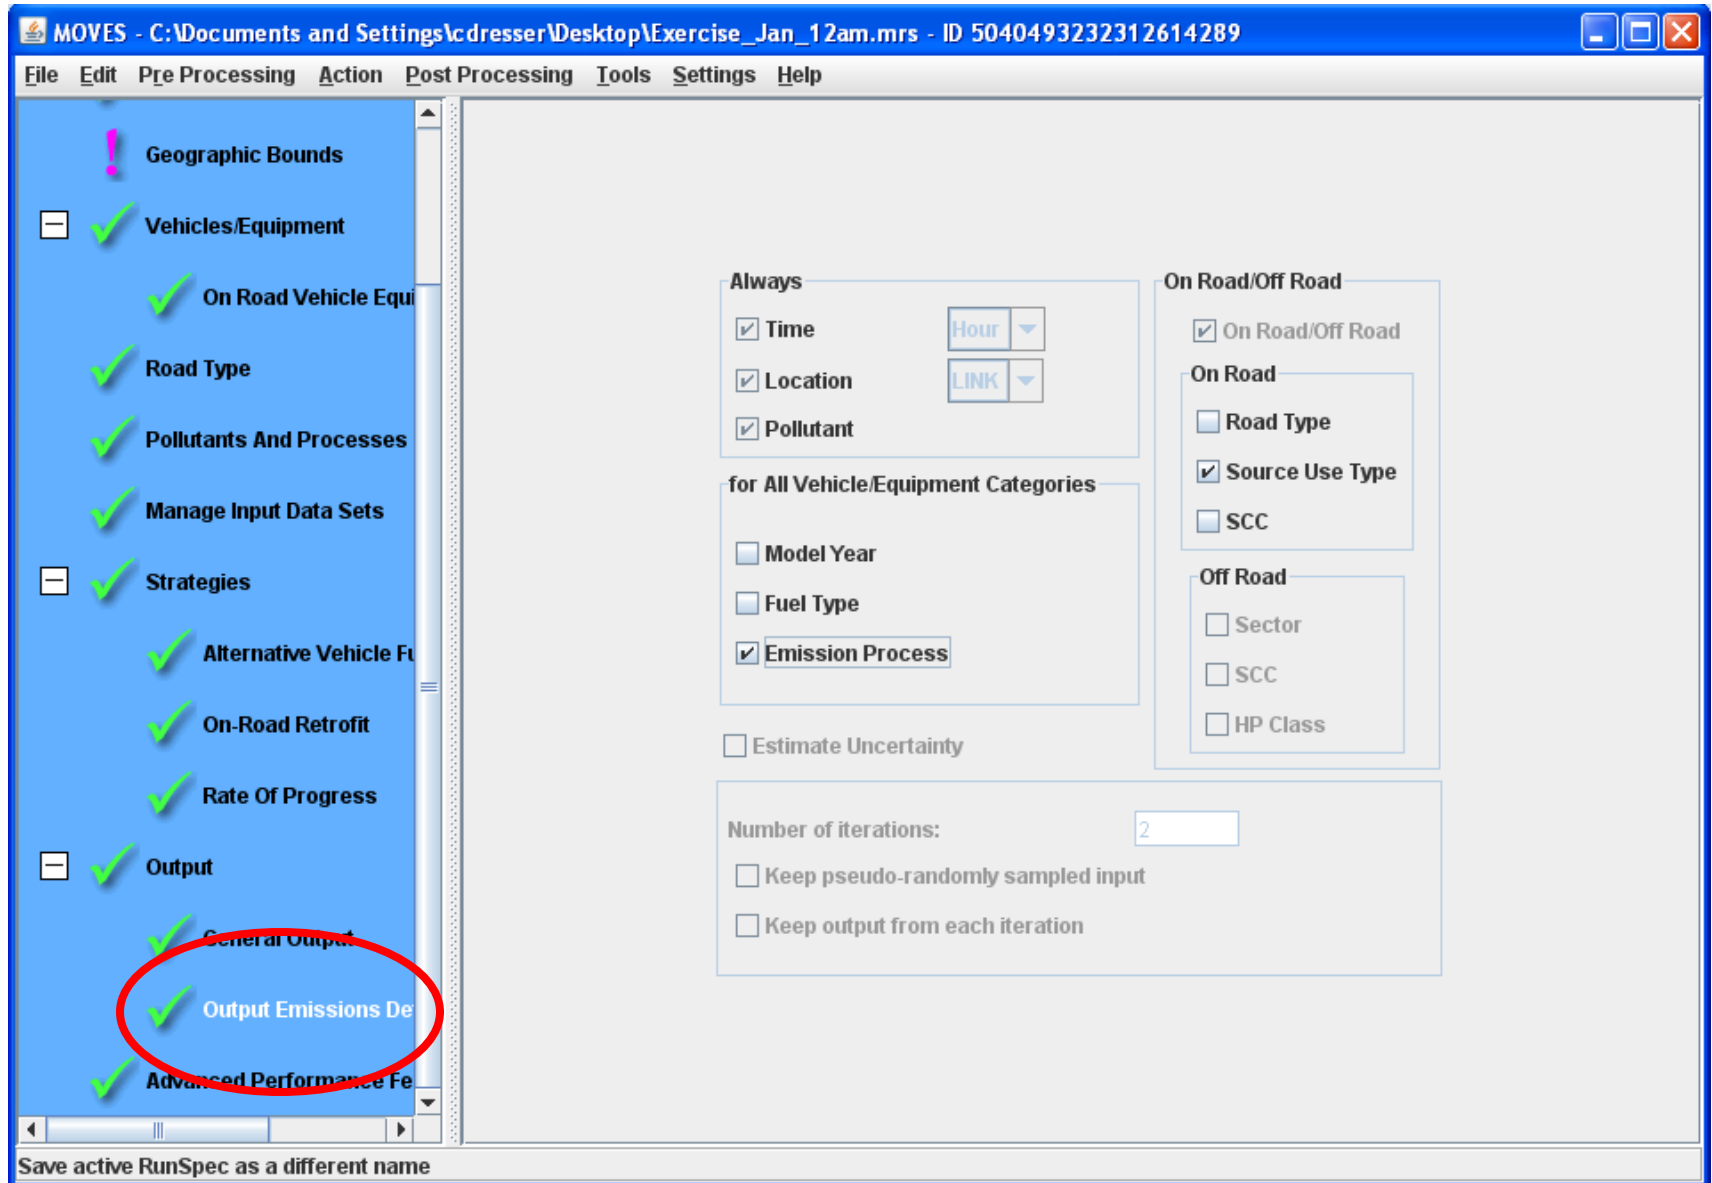 MOVES - C:\Documents and Settings\cdresser\Desktop\Exercise_Jan_12am.mrs - ID 5040493232312614289
File Edit Pre Processing Action Post Processing Tools Settings Help
Geographic Bounds
Vehicles/Equipment
On Road Vehicle Equi
Road Type
Pollutants And Processes
Manage Input Data Sets
Strategies
Alternative Vehicle Fu
On-Road Retrofit
Rate Of Progress
Output
General Output
Output Emissions De
Advanced Performance Fe
Always
Time Hour
Location LINK
Pollutant
for All Vehicle/Equipment Categories
Model Year
Fuel Type
Emission Process
On Road/Off Road
On Road/Off Road
On Road
Road Type
Source Use Type
SCC
Off Road
Sector
SCC
HP Class
Estimate Uncertainty
Number of iterations: 2
Keep pseudo-randomly sampled input
Keep output from each iteration
Save active RunSpec as a different name